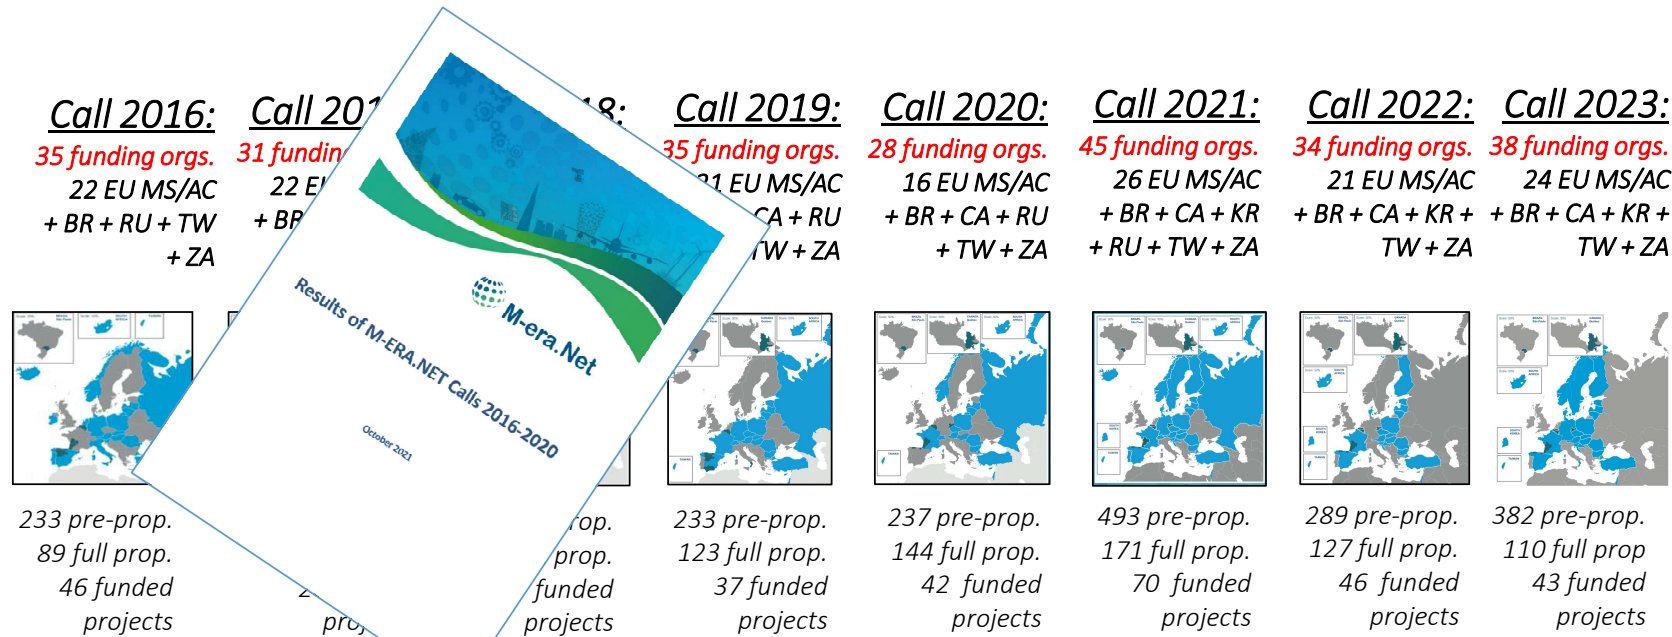 Call 2016:
35 funding orgs.
22 EU MS/AC
+ BR + RU + TW
+ ZA
233 pre-prop.
89 full prop.
46 funded
projects
Call
31
22
+ BR
M-era.Net
Results of M-ERA.NET Calls 2016-2020
October 2021
prop.
funded
projects
Call 2019:
35 funding orgs.
EU MS/AC
CA + RU
TW + ZA
233 pre-prop.
123 full prop.
37 funded
projects
Call 2020:
28 funding orgs.
16 EU MS/AC
+ BR + CA + RU
+ TW + ZA
237 pre-prop.
144 full prop.
42 funded
projects
Call 2021:
45 funding orgs.
26 EU MS/AC
+ BR + CA + KR
+ RU + TW + ZA
493 pre-prop.
171 full prop.
70 funded
projects
Call 2022:
34 funding orgs.
21 EU MS/AC
+ BR + CA + KR +
TW + ZA
289 pre-prop.
127 full prop.
46 funded
projects
Call 2023:
38 funding orgs.
24 EU MS/AC
+ BR + CA + KR +
TW + ZA
382 pre-prop.
110 full prop
43 funded
projects